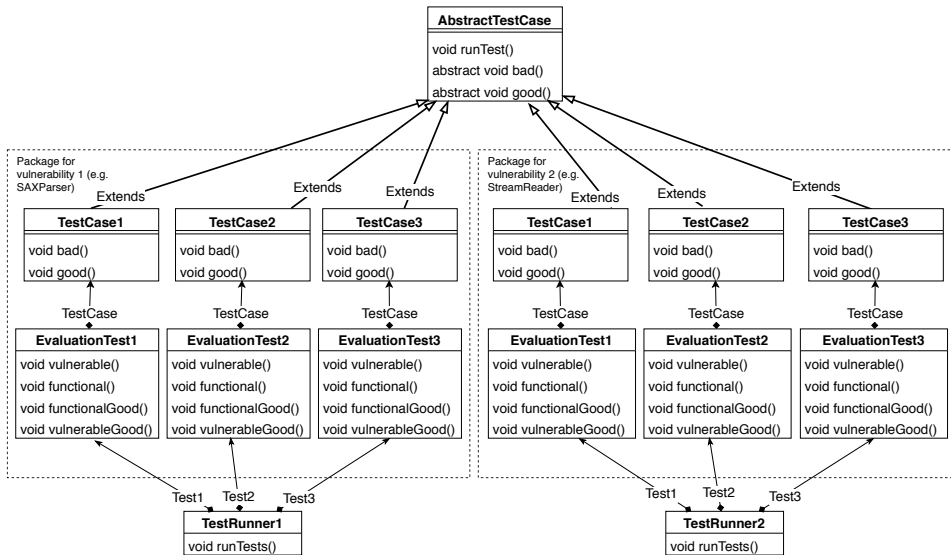 AbstractTestCase
void runTest()
abstract void bad()
abstract void good()
Package for
vulnerability 1 (e.g.
SAXParser)
Extends
Extends
Extends
TestCase1
void bad()
void good()
TestCase2
void bad()
void good()
TestCase3
void bad()
void good()
TestCase
TestCase
TestCase
EvaluationTest1
void vulnerable()
void functional()
void functionalGood()
void vulnerableGood()
EvaluationTest2
void vulnerable()
void functional()
void functionalGood()
void vulnerableGood()
EvaluationTest3
void vulnerable()
void functional()
void functionalGood()
void vulnerableGood()
Test1
Test2
Test3
TestRunner1
void runTests()
Package for
vulnerability 2 (e.g.
StreamReader)
Extends
Extends
Extends
TestCase1
void bad()
void good()
TestCase2
void bad()
void good()
TestCase3
void bad()
void good()
TestCase
TestCase
TestCase
EvaluationTest1
void vulnerable()
void functional()
void functionalGood()
void vulnerableGood()
EvaluationTest2
void vulnerable()
void functional()
void functionalGood()
void vulnerableGood()
EvaluationTest3
void vulnerable()
void functional()
void functionalGood()
void vulnerableGood()
Test1
Test2
Test3
TestRunner2
void runTests()